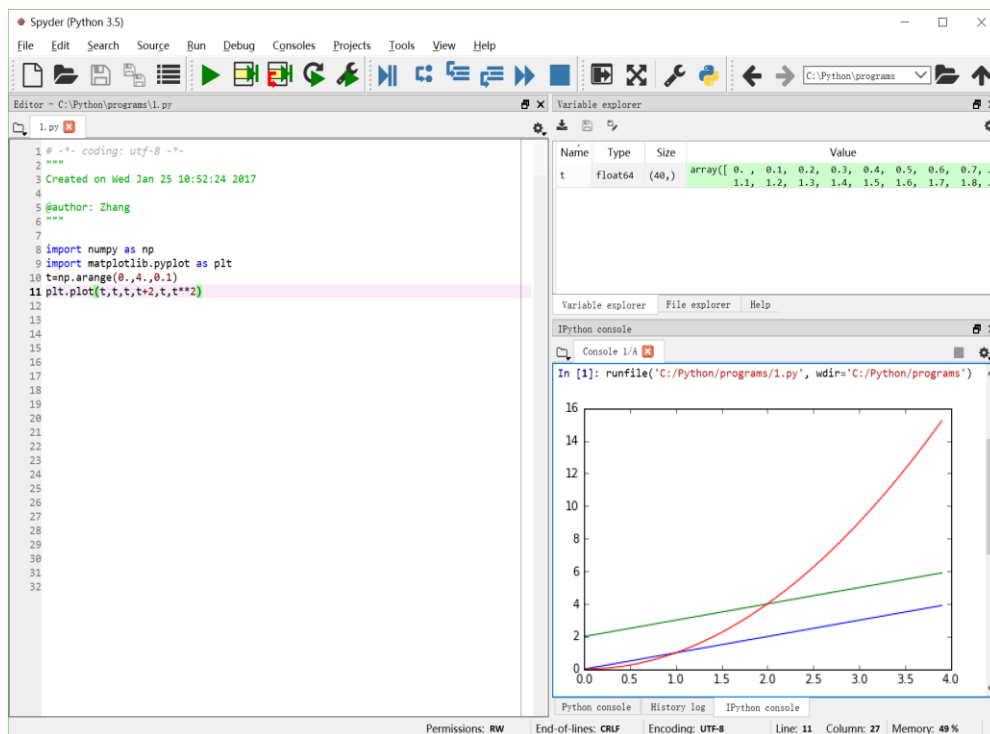 Spyder (Python 3.5)
File Edit Search Source Run Debug Consoles Projects Tools View Help
C:\Python\programs
Editor - C:\Python\programs\1.py
1.py
1 # -*- coding: utf-8 -*-
2 """
3 Created on Wed Jan 25 10:52:24 2017
4
5 @author: Zhang
6 """
7
8 import numpy as np
9 import matplotlib.pyplot as plt
10 t=np.arange(0.,4.,0.1)
11 plt.plot(t,t,t,t+2,t,t**2)
12
13
14
15
16
17
18
19
20
21
22
23
24
25
26
27
28
29
30
31
32
Variable explorer
Name Type Size Value
t float64 (40,) array([ 0. , 0.1, 0.2, 0.3, 0.4, 0.5, 0.6, 0.7, .
1.1, 1.2, 1.3, 1.4, 1.5, 1.6, 1.7, 1.8, .
Variable explorer File explorer Help
IPython console
Console 1/A
In [1]: runfile('C:/Python/programs/1.py', wdir='C:/Python/programs')
16
14
12
10
8
6
4
2
0
0.0 0.5 1.0 1.5 2.0 2.5 3.0 3.5 4.0
Python console History log IPython console
Permissions: RW End-of-lines: CRLF Encoding: UTF-8 Line: 11 Column: 27 Memory: 49 %